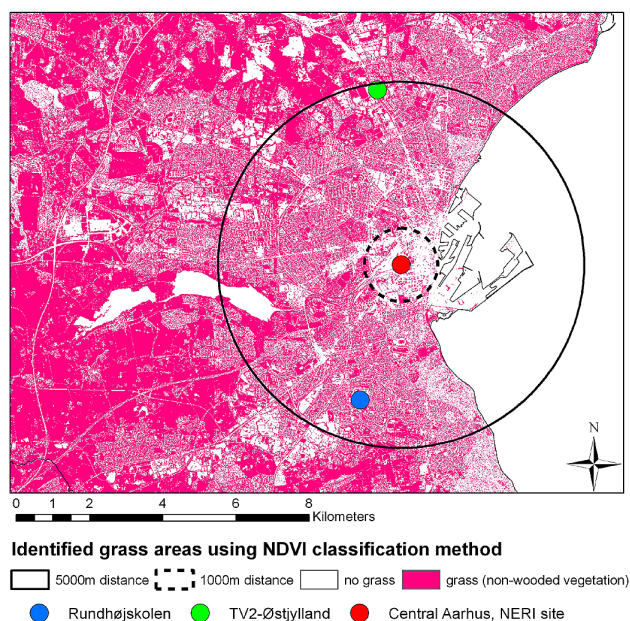 N
0 1 2 4 6 8
Kilometers
Identified grass areas using NDVI classification method
5000m distance 1000m distance no grass grass (non-wooded vegetation)
Rundhøjskolen TV2-Østjylland Central Aarhus, NERI site